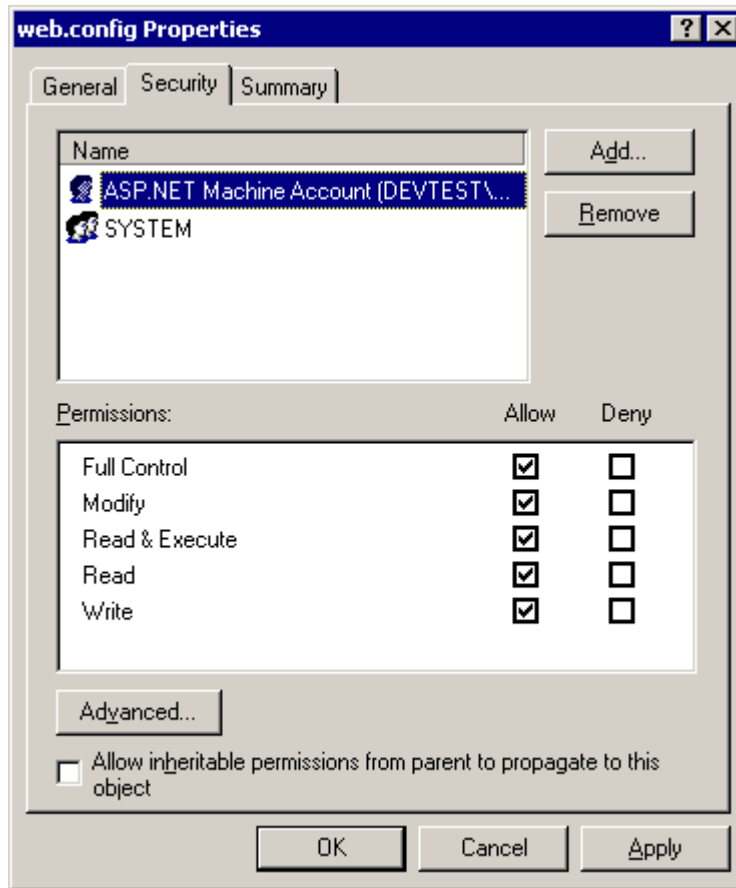 web.config Properties
General Security Summary
Name
Add...
ASP.NET Machine Account (DEVTEST\...
Remove
SYSTEM
Permissions: Allow Deny
Full Control
Modify
Read & Execute
Read
Write
Advanced...
Allow inheritable permissions from parent to propagate to this
object
OK Cancel Apply